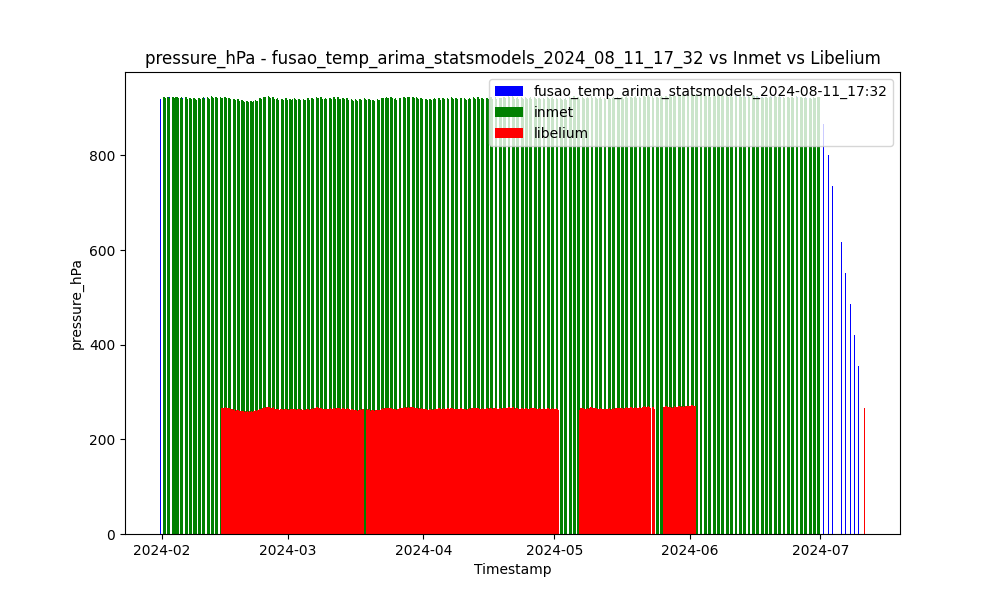 pressure_hPa - fusao_temp_arima_statsmodels_2024_08_11_17_32 vs Inmet vs Libelium
fusao_temp_arima_statsmodels_2024-08-11_17:32
inmet
libelium
800
600
400
200
0
pressure_hPa
2024-02 2024-03 2024-04 2024-05 2024-06 2024-07
Timestamp